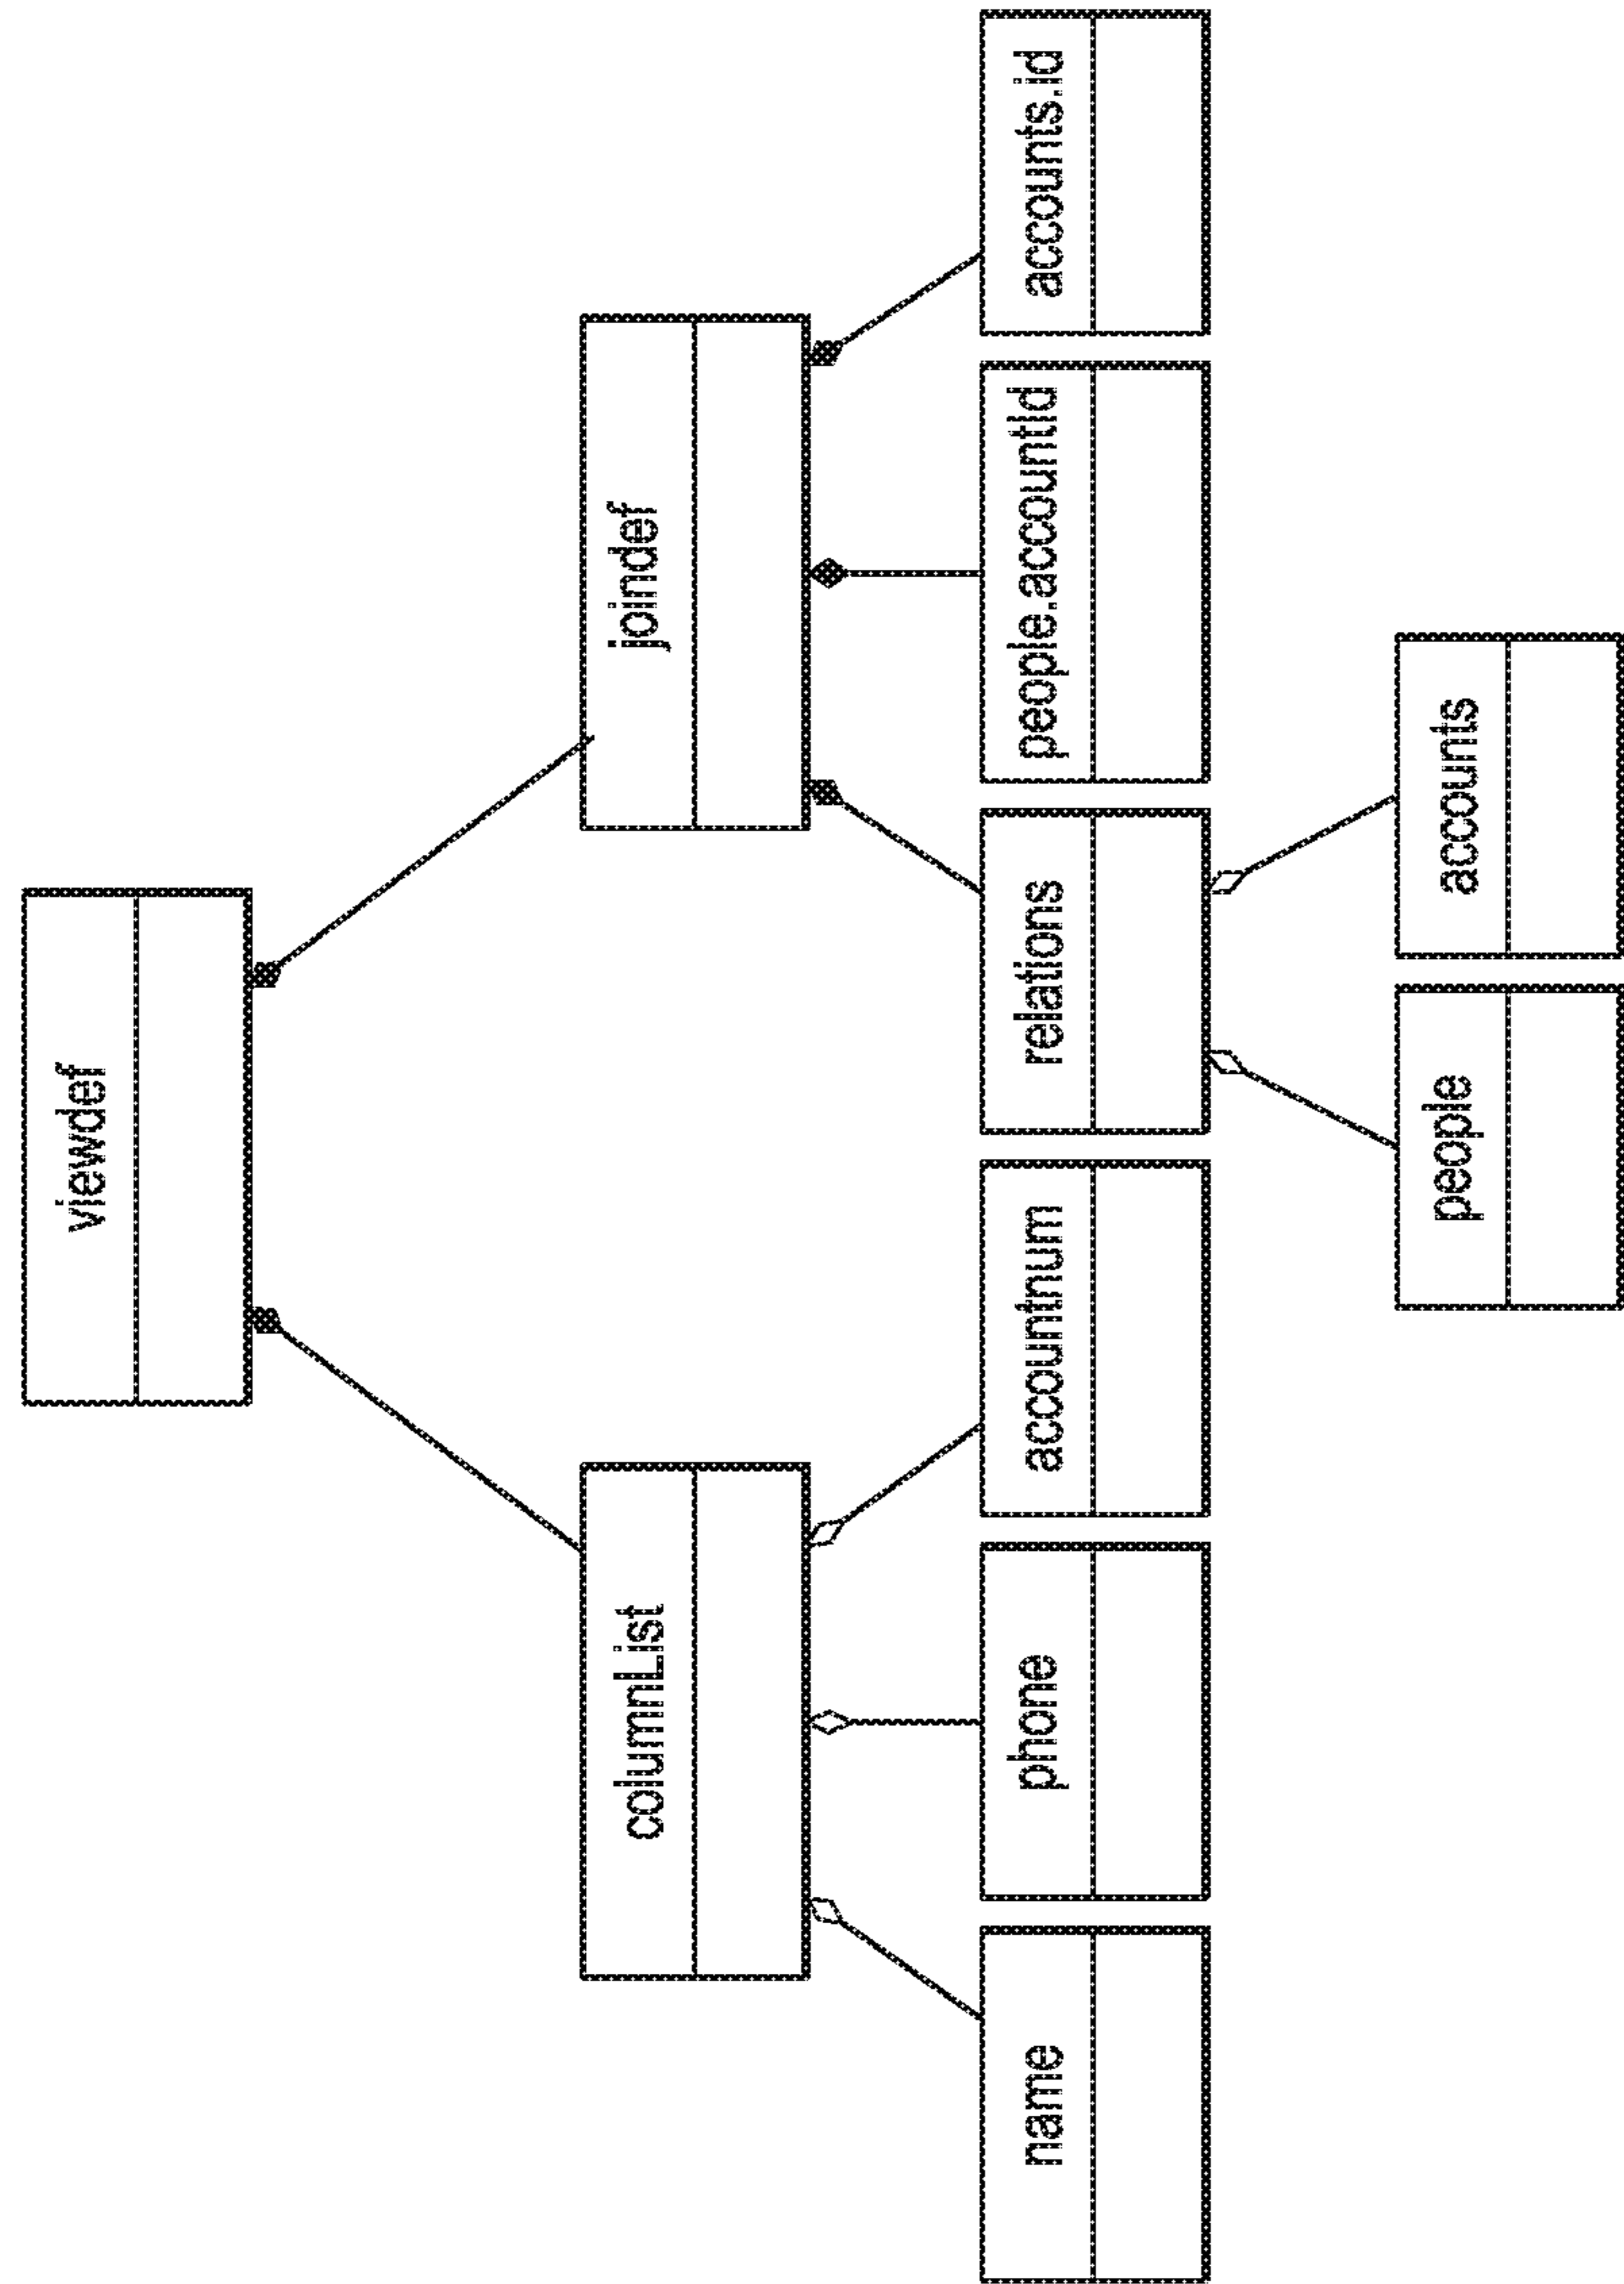 viewdef
columnList
joindef
name
phone
accountnum
relations
people.accountId
accounts.id
people
accounts